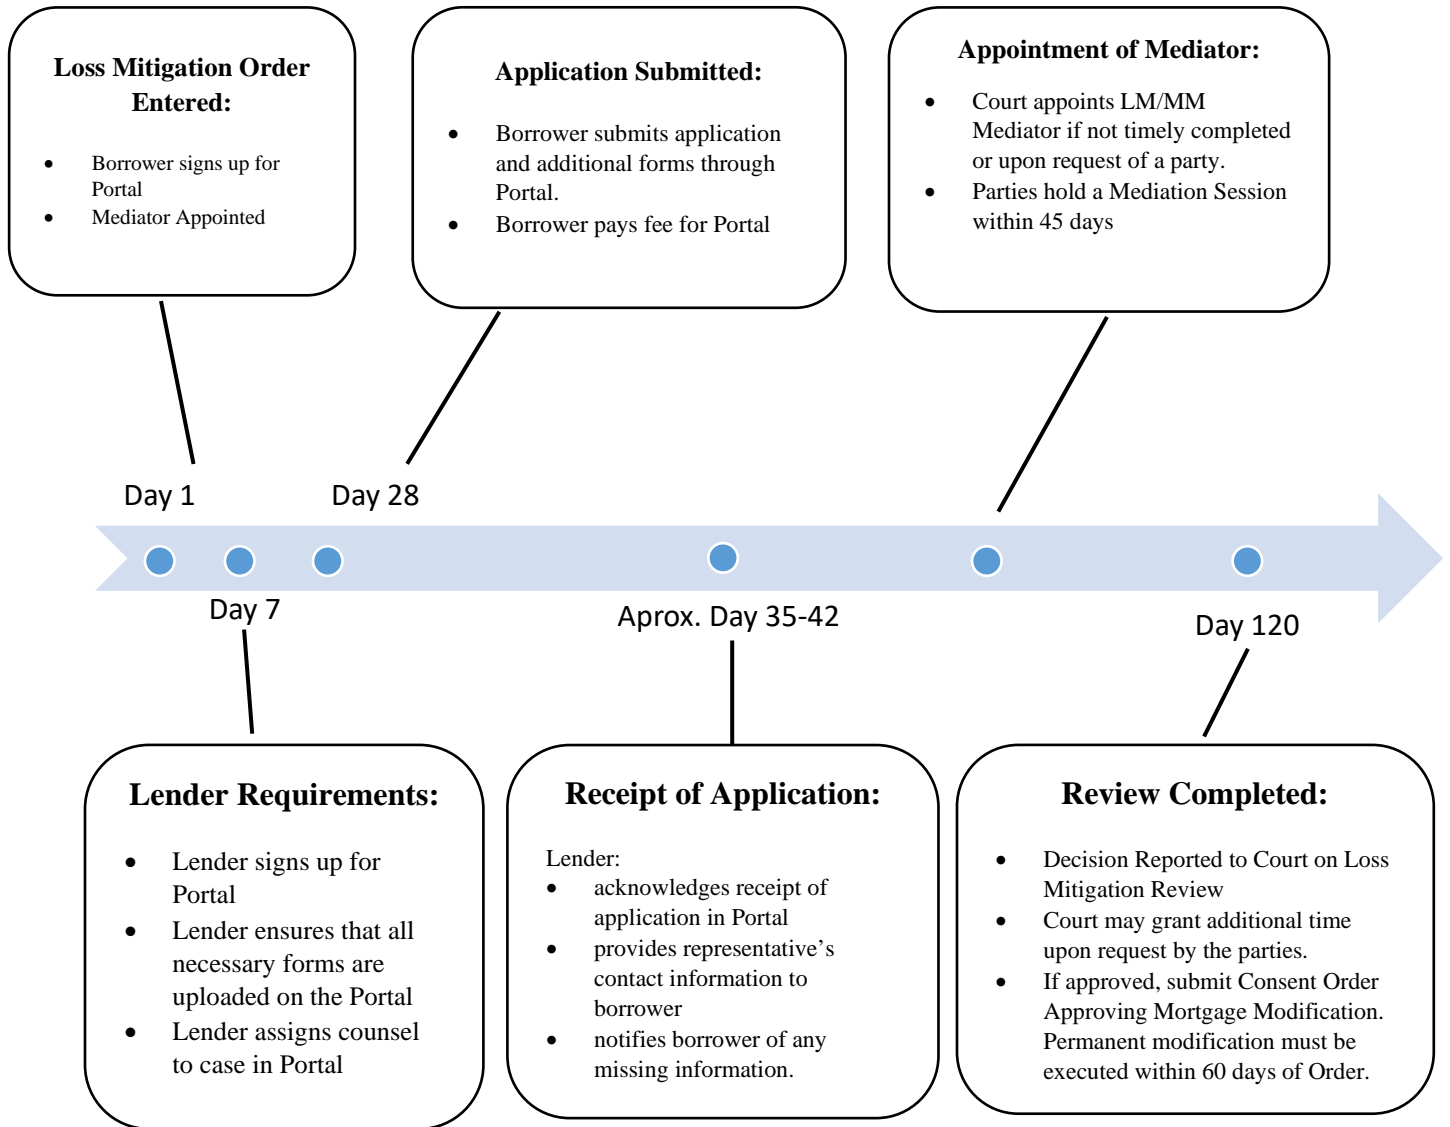 Loss Mitigation Order
Entered:
• Borrower signs up for
Portal
• Mediator Appointed
Application Submitted:
• Borrower submits application
and additional forms through
Portal.
• Borrower pays fee for Portal
Appointment of Mediator:
• Court appoints LM/MM
Mediator if not timely completed
or upon request of a party.
• Parties hold a Mediation Session
within 45 days
Day 1
Day 28
Day 7
Aprox. Day 35-42
Day 120
Lender Requirements:
• Lender signs up for
Portal
• Lender ensures that all
necessary forms are
uploaded on the Portal
• Lender assigns counsel
to case in Portal
Receipt of Application:
Lender:
• acknowledges receipt of
application in Portal
• provides representative’s
contact information to
borrower
• notifies borrower of any
missing information.
Review Completed:
• Decision Reported to Court on Loss
Mitigation Review
• Court may grant additional time
upon request by the parties.
• If approved, submit Consent Order
Approving Mortgage Modification.
Permanent modification must be
executed within 60 days of Order.